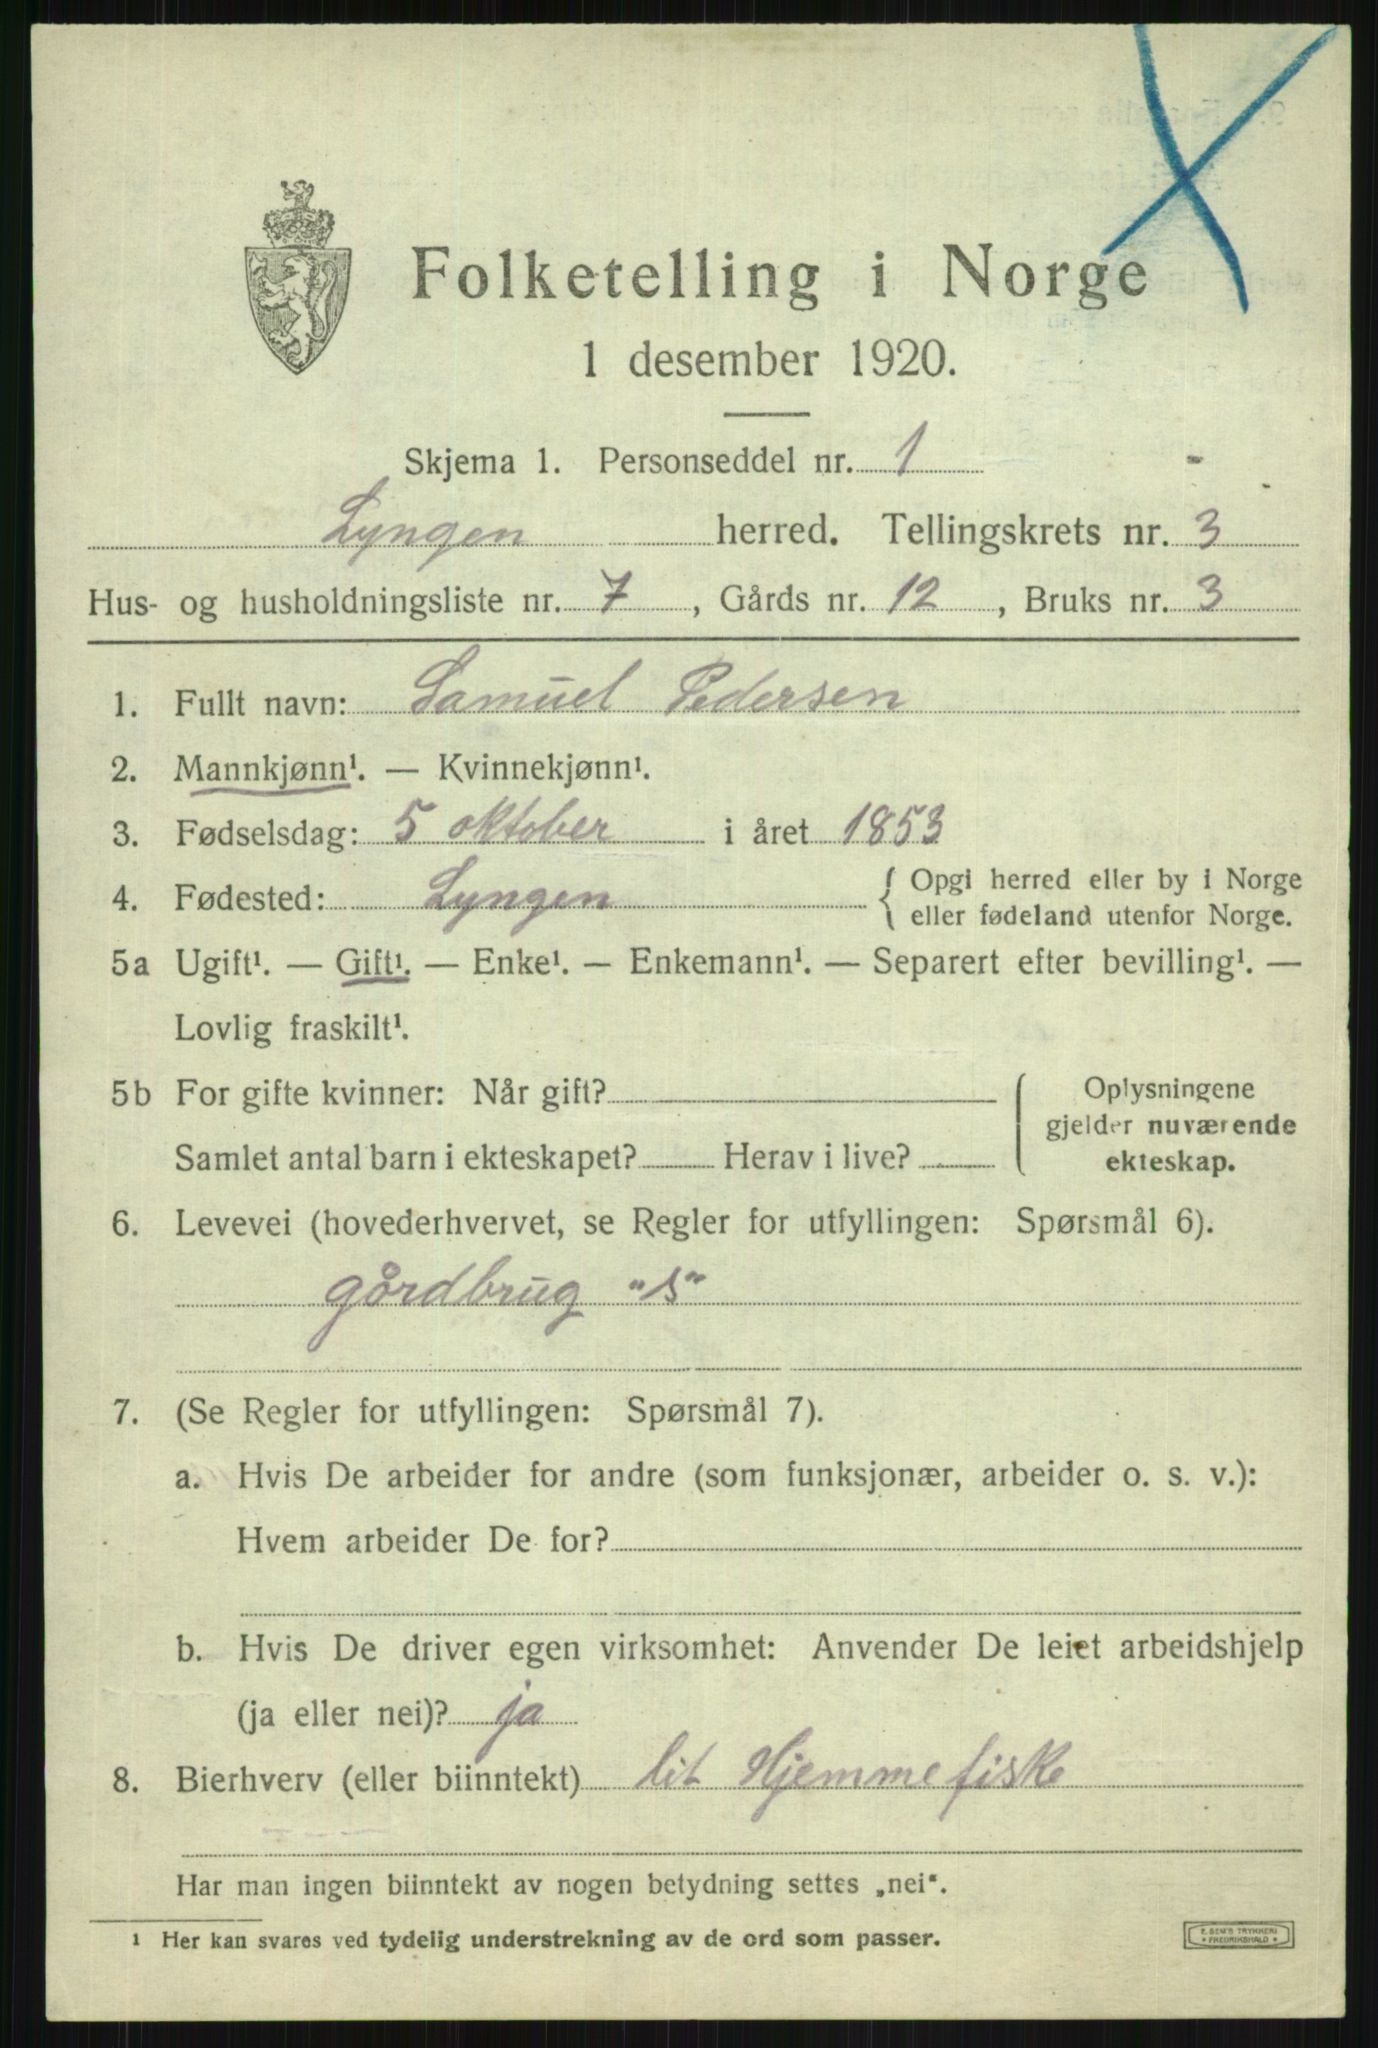 Folketelling i Norge
1 desember 1920.
Skjema 1. Personseddel nr. 1
Lyngen herred. Tellingskrets nr. 3
Hus- og husholdningsliste nr. 7, Gårds nr. 12, Bruks nr. 3
1. Fullt navn: Samuel Pedersen
2. Mannkjønn¹. — Kvinnekjønn¹.
3. Fødselsdag: 5 oktober i året 1853
4. Fødested: Lyngen { Opgi herred eller by i Norge
eller fødeland utenfor Norge.
5a Ugift¹. — Gift¹. — Enke¹. — Enkemann¹. — Separert efter bevilling¹. —
Lovlig fraskilt¹.
5b For gifte kvinner: Når gift?
Samlet antal barn i ekteskapet? Herav i live?
Oplysningene
gjelder nuværende
ekteskap.
6. Levevei (hovederhvervet, se Regler for utfyllingen: Spørsmål 6).
gårdbrug "s"
7. (Se Regler for utfyllingen: Spørsmål 7).
a. Hvis De arbeider for andre (som funksjonær, arbeider o. s. v.):
Hvem arbeider De for?
b. Hvis De driver egen virksomhet: Anvender De leiet arbeidshjelp
(ja eller nei)? ja
8. Bierhverv (eller biinntekt) lit Hjemmefiske
Har man ingen biinntekt av nogen betydning settes „nei“.
1 Her kan svares ved tydelig understrekning av de ord som passer.
F. SEM'S TRYKKERI
* FREDRIKSHALD *